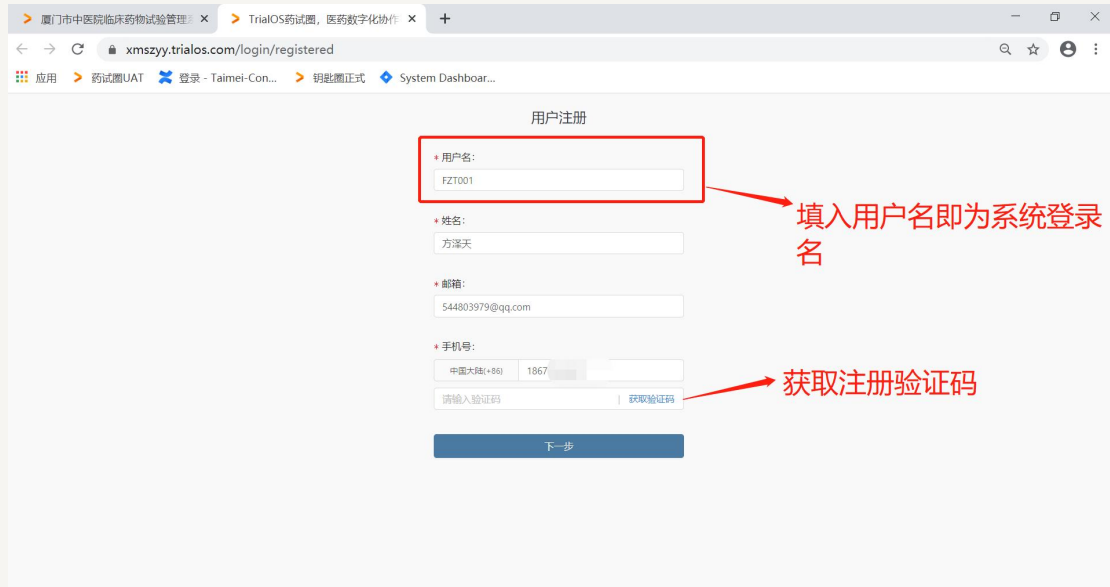 厦门市中医院临床药物试验管理
TrialOS药试圈，医药数字化协作
xmszyy.trialos.com/login/registered
应用
药试圈UAT
登录 - Taimei-Con...
钥匙圈正式
System Dashboar...
用户注册
* 用户名:
FZT001
填入用户名即为系统登录
名
* 姓名:
方泽天
* 邮箱:
544803979@qq.com
* 手机号:
中国大陆(+86)
1867
获取注册验证码
请输入验证码
获取验证码
下一步